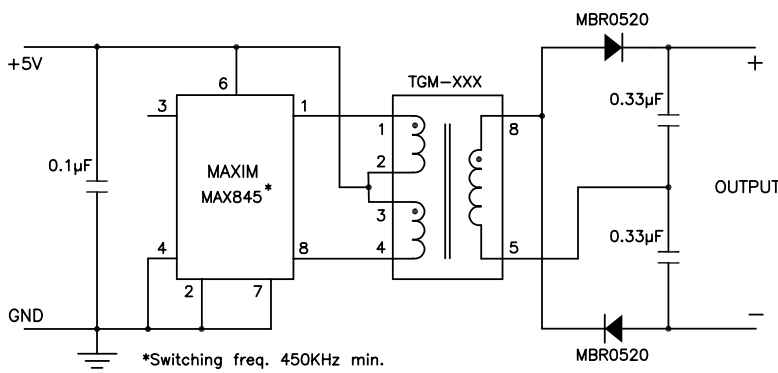 MBR0520
+5V
6
TGM-XXX
+
3
1
1
8
0.33µF
0.1µF
MAXIM
MAX845*
2
OUTPUT
3
4
8
4
5
0.33µF
2
7
GND
−
*Switching freq. 450KHz min.
MBR0520